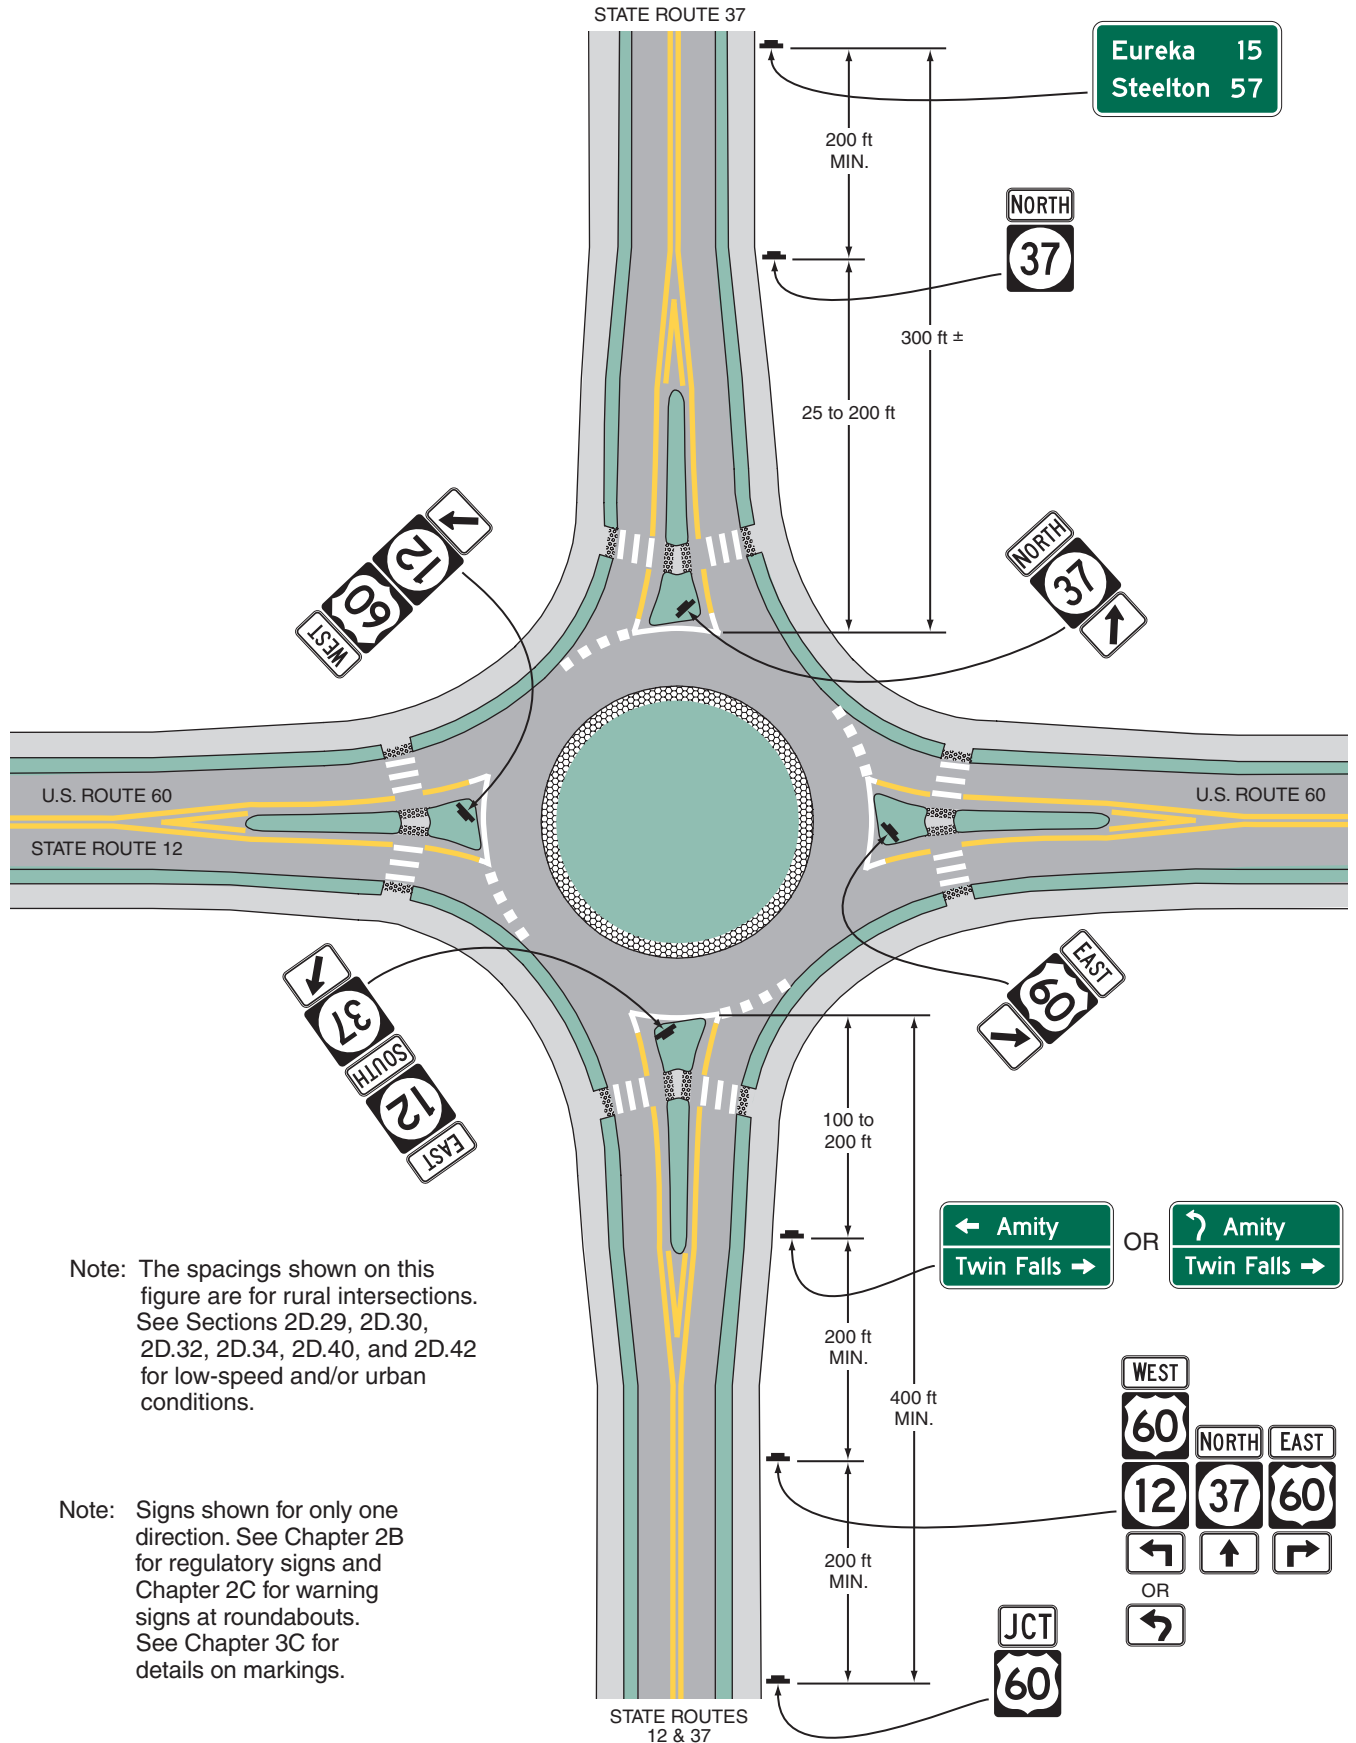 STATE ROUTE 37
Eureka 15
Steelton 57
200 ft
MIN.
NORTH
37
300 ft ±
25 to 200 ft
12
60
WEST
NORTH
37
U.S. ROUTE 60
STATE ROUTE 12
U.S. ROUTE 60
37
SOUTH
12
EAST
EAST
60
100 to
200 ft
← Amity
Twin Falls →
OR
Amity
Twin Falls →
200 ft
MIN.
400 ft
MIN.
WEST
60
12
NORTH
37
EAST
60
OR
200 ft
MIN.
JCT
60
STATE ROUTES
12 & 37
Note: The spacings shown on this
figure are for rural intersections.
See Sections 2D.29, 2D.30,
2D.32, 2D.34, 2D.40, and 2D.42
for low-speed and/or urban
conditions.
Note: Signs shown for only one
direction. See Chapter 2B
for regulatory signs and
Chapter 2C for warning
signs at roundabouts.
See Chapter 3C for
details on markings.